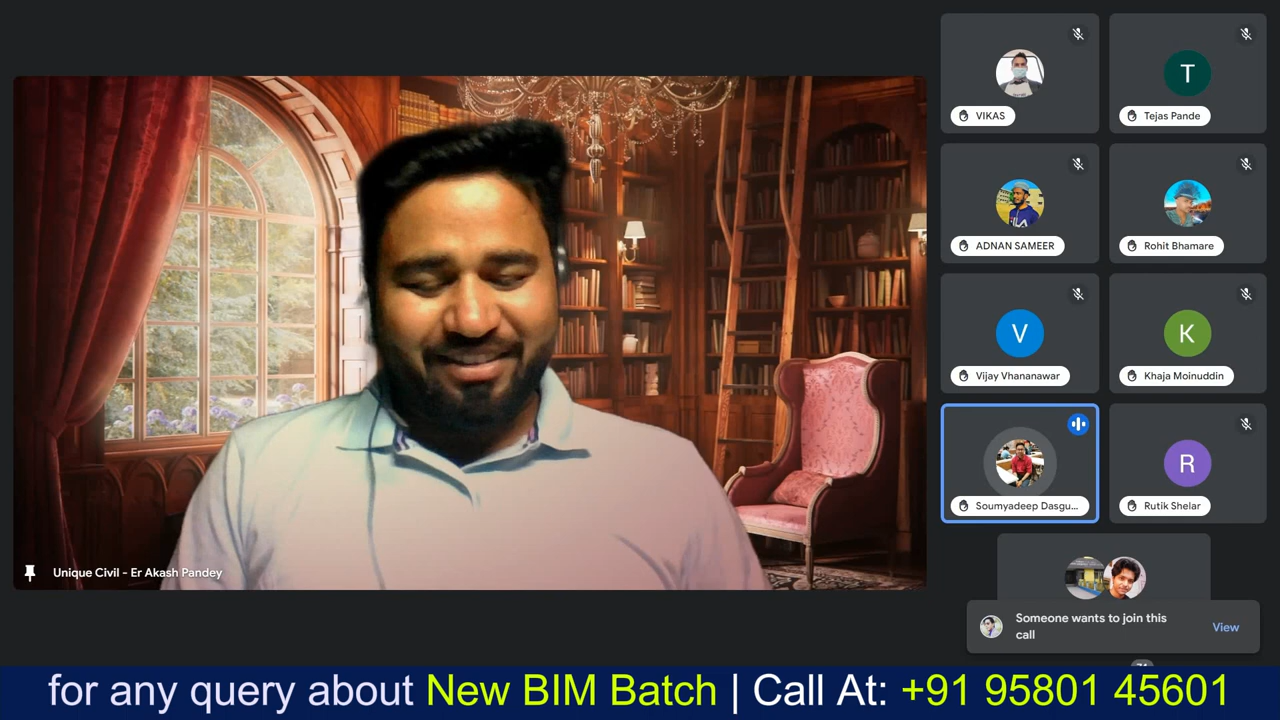 VIKAS
T
Tejas Pande
ADNAN SAMEER
Rohit Bhamare
V
Vijay Vhananawar
K
Khaja Moinuddin
Soumyadeep Dasgu...
R
Rutik Shelar
Unique Civil - Er Akash Pandey
Someone wants to join this
call
View
for any query about New BIM Batch | Call At: +91 95801 45601